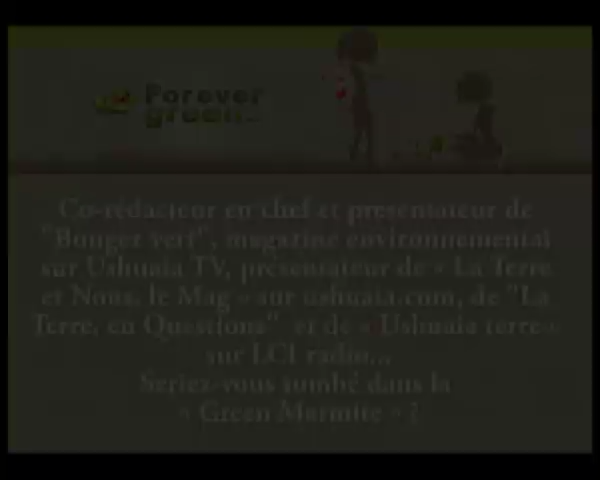 Forever
green
Co-rédacteur en chef et présentateur de
"Bouger vert", magazine environnemental
sur Ushuaïa TV, présentateur de « La Terre
et Nous, le Mag » sur ushuaia.com, de "La
Terre, en Questions" et de « Ushuaia terre»
sur LCI radio...
Seriez-vous tombé dans la
« Green Marmite » ?